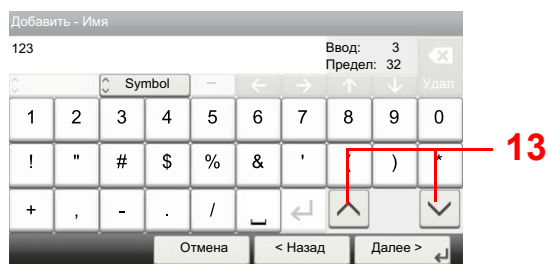 Добавить - Имя
123
Ввод: 3
Предел: 32
Symbol - Удал
1 2 3 4 5 6 7 8 9 0
! " # $ % & ' ( ) *
+ , - . /
13
Отмена < Назад Далее >